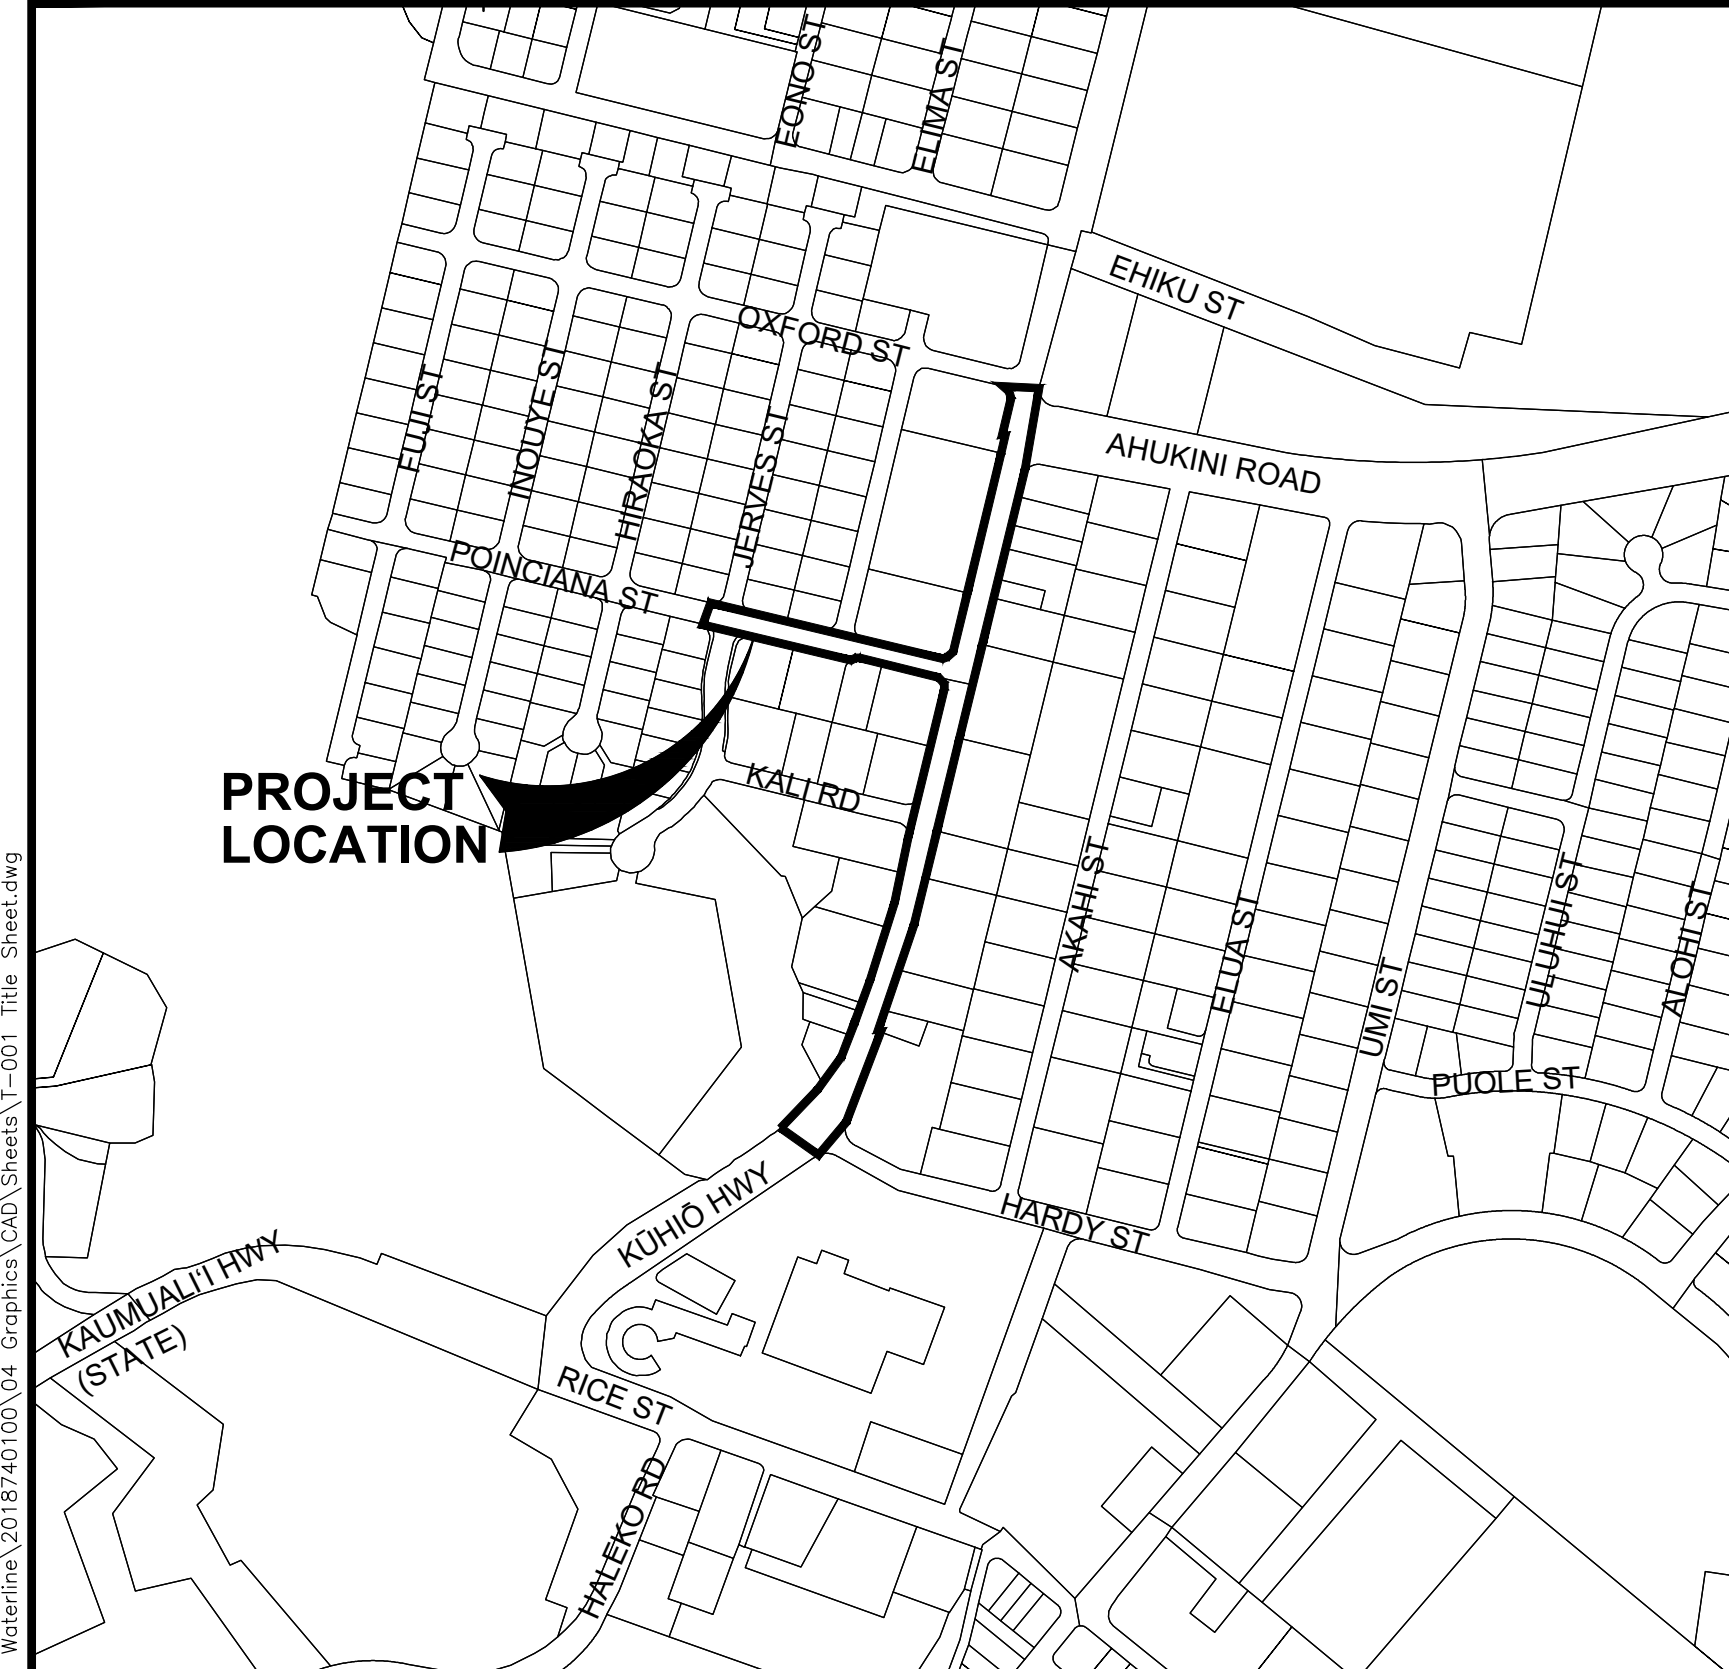 EONO ST
ELIMA ST
EHIKU ST
OXFORD ST
FUJI ST
INOUYE ST
HIRAOKA ST
JERVES ST
AHUKINI ROAD
POINCIANA ST
PROJECT
LOCATION
KALI RD
AKAHI ST
ELUA ST
UMI ST
ULUHUI ST
ALOHI ST
PUOLE ST
KŪHIŌ HWY
HARDY ST
KAUMUALIʻI HWY
(STATE)
RICE ST
HALEKO RD
Waterline\2018740100\04 Graphics\CAD\Sheets\T-001 Title Sheet.dwg